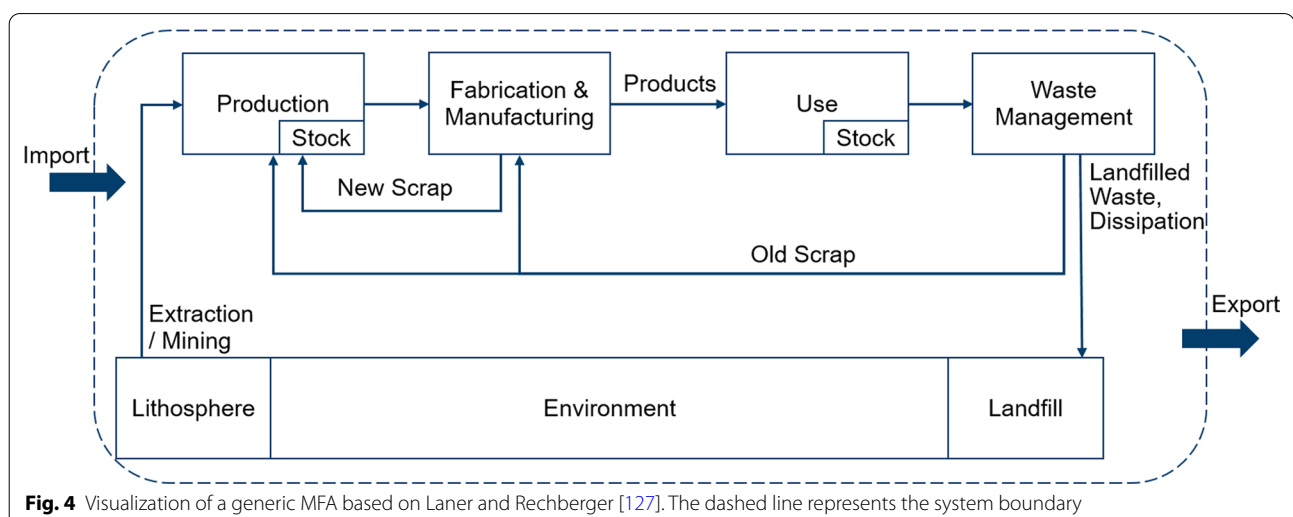 Production
Stock
Fabrication &
Manufacturing
Products
Use
Stock
Waste
Management
Import
New Scrap
Landfilled
Waste,
Dissipation
Old Scrap
Extraction
/ Mining
Export
Lithosphere
Environment
Landfill
Fig. 4 Visualization of a generic MFA based on Laner and Rechberger [127]. The dashed line represents the system boundary